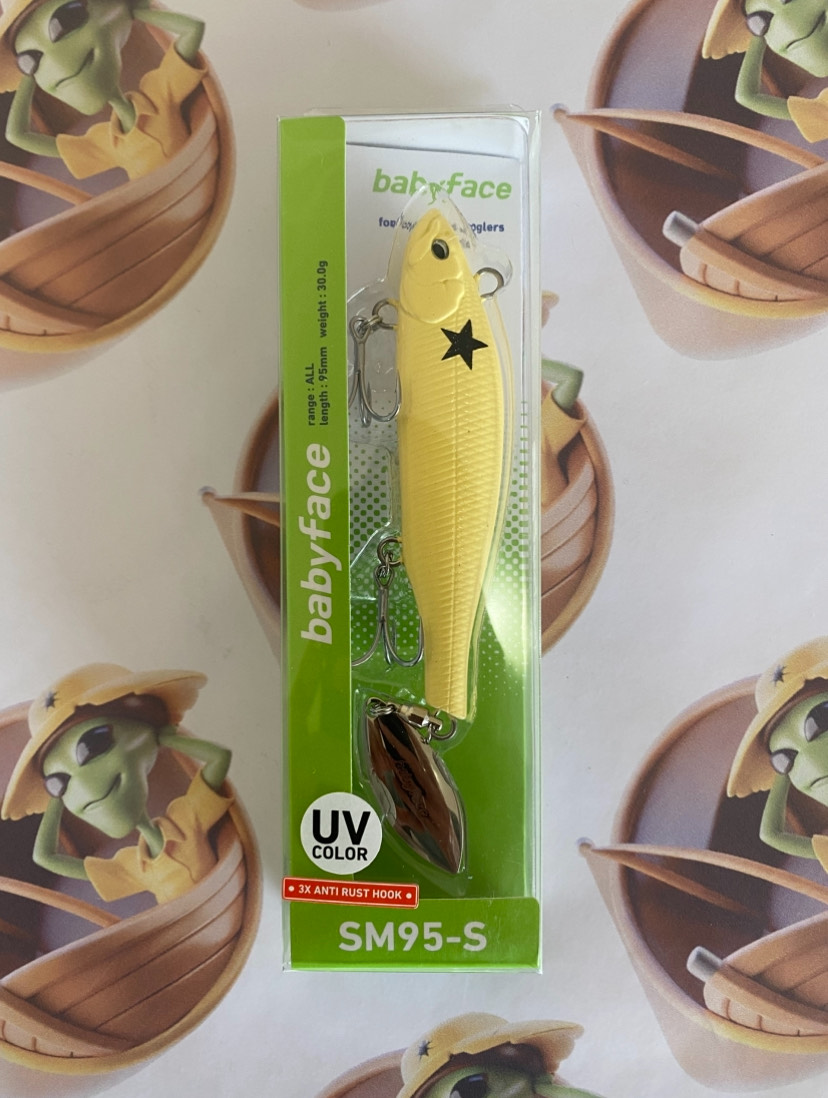 babyface
range : ALL
length : 95mm weight : 30.0g
babyface
UV
COLOR
3X ANTI RUST HOOK
SM95-S